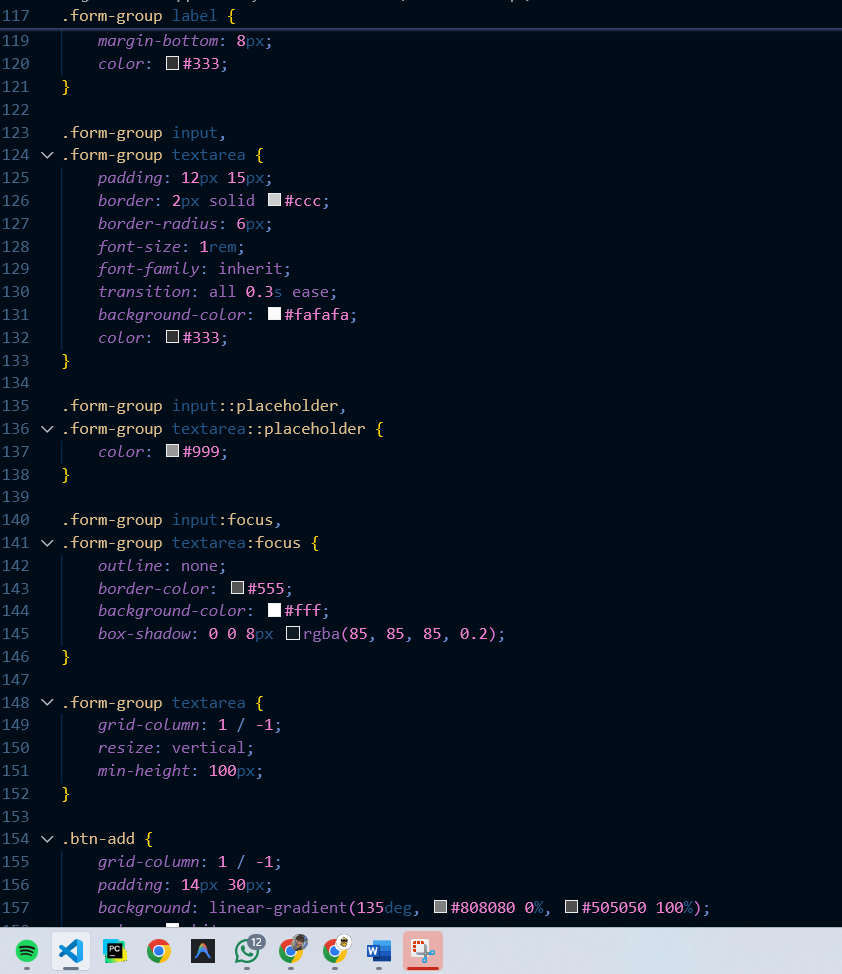 117 .form-group label {
119 margin-bottom: 8px;
120 color: #333;
121 }
122
123 .form-group input,
124 .form-group textarea {
125 padding: 12px 15px;
126 border: 2px solid #ccc;
127 border-radius: 6px;
128 font-size: 1rem;
129 font-family: inherit;
130 transition: all 0.3s ease;
131 background-color: #fafafa;
132 color: #333;
133 }
134
135 .form-group input::placeholder,
136 .form-group textarea::placeholder {
137 color: #999;
138 }
139
140 .form-group input:focus,
141 .form-group textarea:focus {
142 outline: none;
143 border-color: #555;
144 background-color: #fff;
145 box-shadow: 0 0 8px rgba(85, 85, 85, 0.2);
146 }
147
148 .form-group textarea {
149 grid-column: 1 / -1;
150 resize: vertical;
151 min-height: 100px;
152 }
153
154 .btn-add {
155 grid-column: 1 / -1;
156 padding: 14px 30px;
157 background: linear-gradient(135deg, #808080 0%, #505050 100%);
PC 12 W